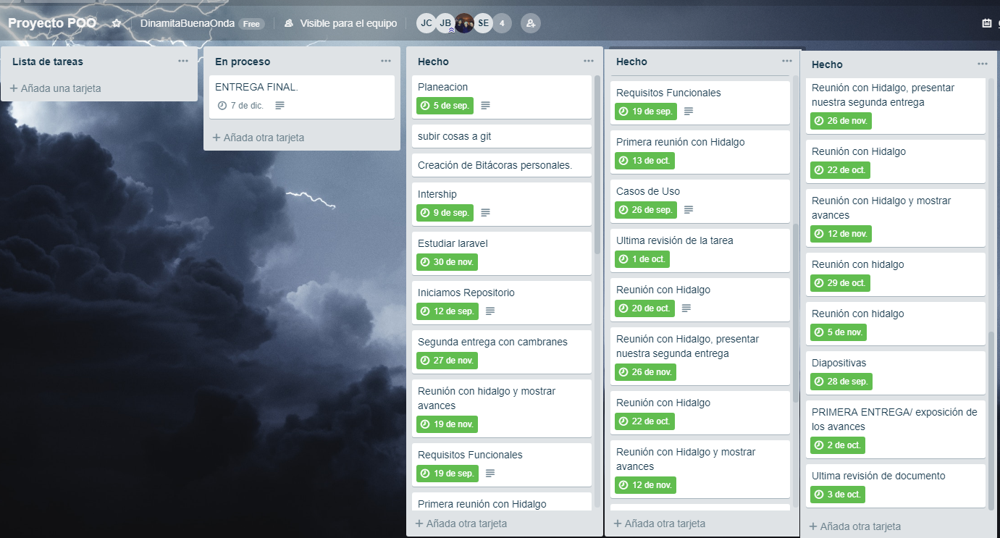 Proyecto POO
DinamitaBuenaOnda Free
Visible para el equipo
JC JB SE 4
Lista de tareas
+ Añada una tarjeta
En proceso
ENTREGA FINAL.
7 de dic.
+ Añada otra tarjeta
Hecho
Planeacion
5 de sep.
subir cosas a git
Creación de Bitácoras personales.
Intership
9 de sep.
Estudiar laravel
30 de nov.
Iniciamos Repositorio
12 de sep.
Segunda entrega con cambranes
27 de nov.
Reunión con hidalgo y mostrar
avances
19 de nov.
Requisitos Funcionales
19 de sep.
Primera reunión con Hidalgo
+ Añada otra tarjeta
Hecho
Requisitos Funcionales
19 de sep.
Primera reunión con Hidalgo
13 de oct.
Casos de Uso
26 de sep.
Ultima revisión de la tarea
1 de oct.
Reunión con Hidalgo
20 de oct.
Reunión con Hidalgo, presentar
nuestra segunda entrega
26 de nov.
Reunión con Hidalgo
22 de oct.
Reunión con Hidalgo y mostrar
avances
12 de nov.
+ Añada otra tarjeta
Hecho
Reunión con Hidalgo, presentar
nuestra segunda entrega
26 de nov.
Reunión con Hidalgo
22 de oct.
Reunión con Hidalgo y mostrar
avances
12 de nov.
Reunión con hidalgo
29 de oct.
Reunión con hidalgo
5 de nov.
Diapositivas
28 de sep.
PRIMERA ENTREGA/ exposición de
los avances
2 de oct.
Ultima revisión de documento
3 de oct.
+ Añada otra tarjeta